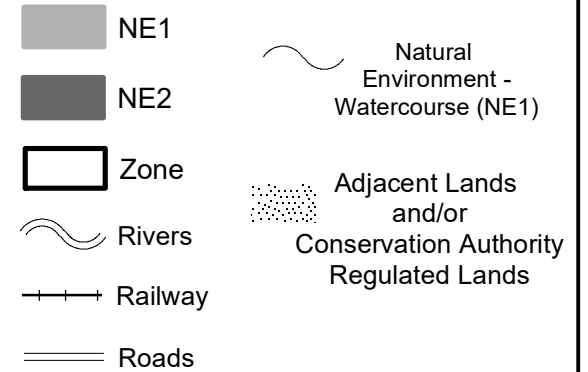 NE1
NE2
Zone
Rivers
Railway
Roads
Natural
Environment -
Watercourse (NE1)
Adjacent Lands
and/or
Conservation Authority
Regulated Lands